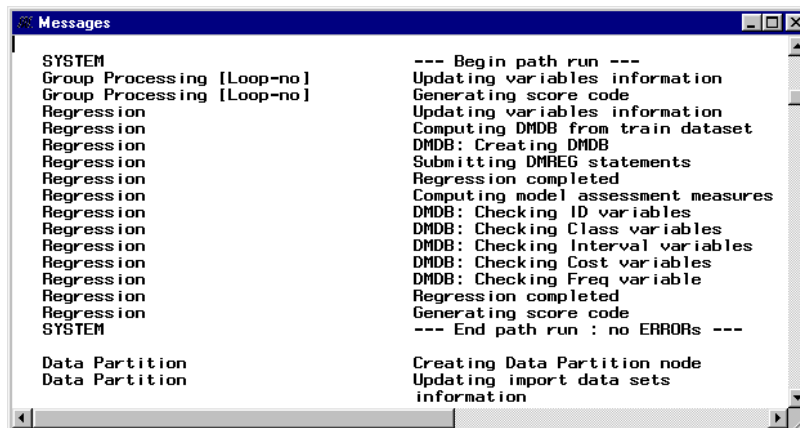 Messages
SYSTEM --- Begin path run ---
Group Processing [Loop-no] Updating variables information
Group Processing [Loop-no] Generating score code
Regression Updating variables information
Regression Computing DMDB from train dataset
Regression DMDB: Creating DMDB
Regression Submitting DMREG statements
Regression Regression completed
Regression Computing model assessment measures
Regression DMDB: Checking ID variables
Regression DMDB: Checking Class variables
Regression DMDB: Checking Interval variables
Regression DMDB: Checking Cost variables
Regression DMDB: Checking Freq variable
Regression Regression completed
Regression Generating score code
SYSTEM --- End path run : no ERRORs ---
Data Partition Creating Data Partition node
Data Partition Updating import data sets
information